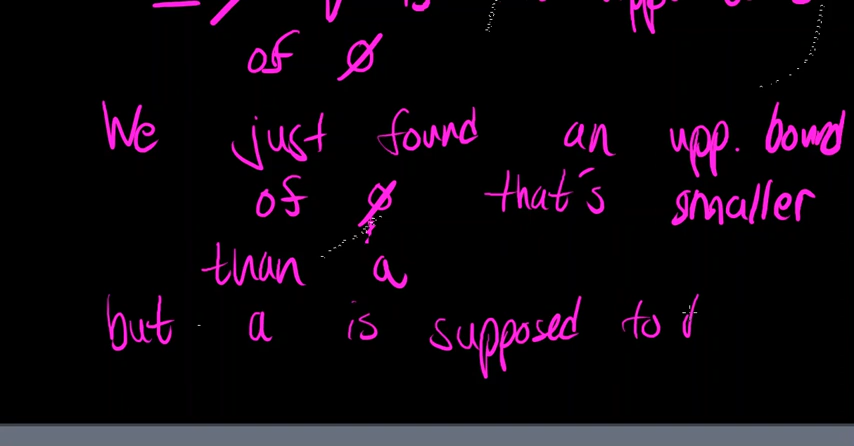 of ∅
We just found an upp. bound
of ∅ that's smaller
than a
but a is supposed to